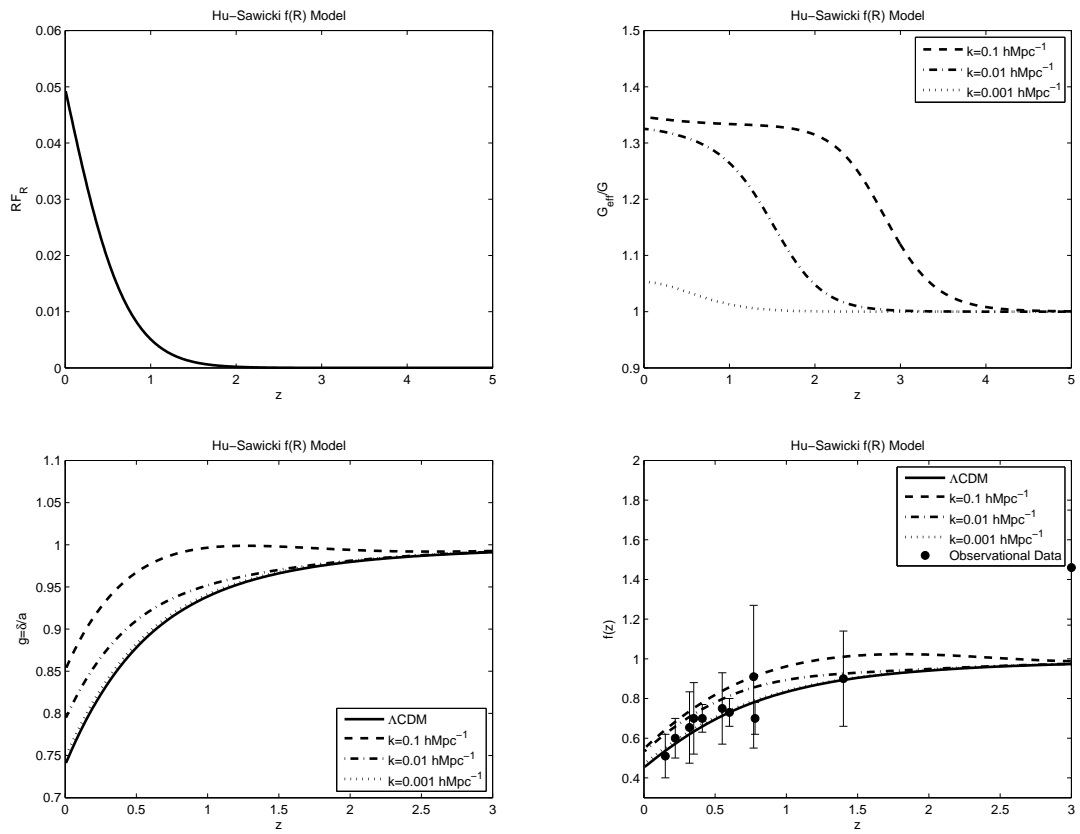 Hu−Sawicki f(R) Model
0.06
0.05
0.04
0.03
0.02
0.01
0
RF_R
0 1 2 3 4 5
z
Hu−Sawicki f(R) Model
1.5
1.4
1.3
1.2
1.1
1
0.9
G_eff/G
k=0.1 hMpc⁻¹
k=0.01 hMpc⁻¹
k=0.001 hMpc⁻¹
0 1 2 3 4 5
z
Hu−Sawicki f(R) Model
1.1
1.05
1
0.95
0.9
0.85
0.8
0.75
0.7
g=δ/a
ΛCDM
k=0.1 hMpc⁻¹
k=0.01 hMpc⁻¹
k=0.001 hMpc⁻¹
0 0.5 1 1.5 2 2.5 3
z
Hu−Sawicki f(R) Model
2
1.8
1.6
1.4
1.2
1
0.8
0.6
0.4
f(z)
ΛCDM
k=0.1 hMpc⁻¹
k=0.01 hMpc⁻¹
k=0.001 hMpc⁻¹
Observational Data
0 0.5 1 1.5 2 2.5 3
z